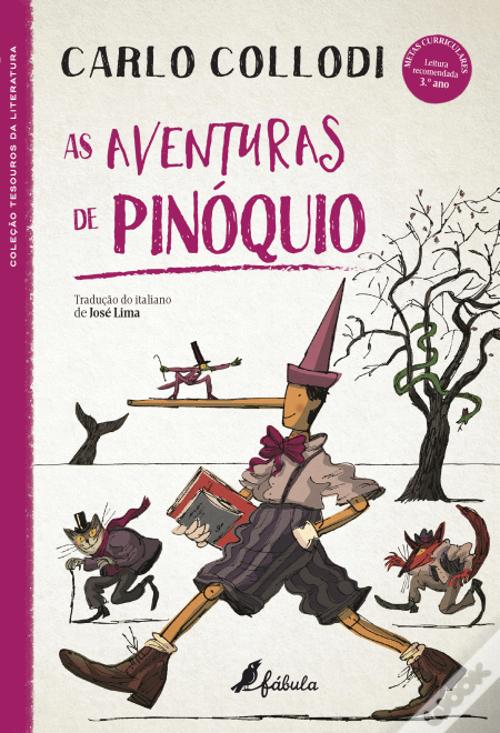 COLEÇÃO TESOUROS DA LITERATURA
CARLO COLLODI
METAS CURRICULARES
Leitura
recomendada
3.º ano
AS AVENTURAS
DE PINÓQUIO
Tradução do italiano
de José Lima
fábula
ebook